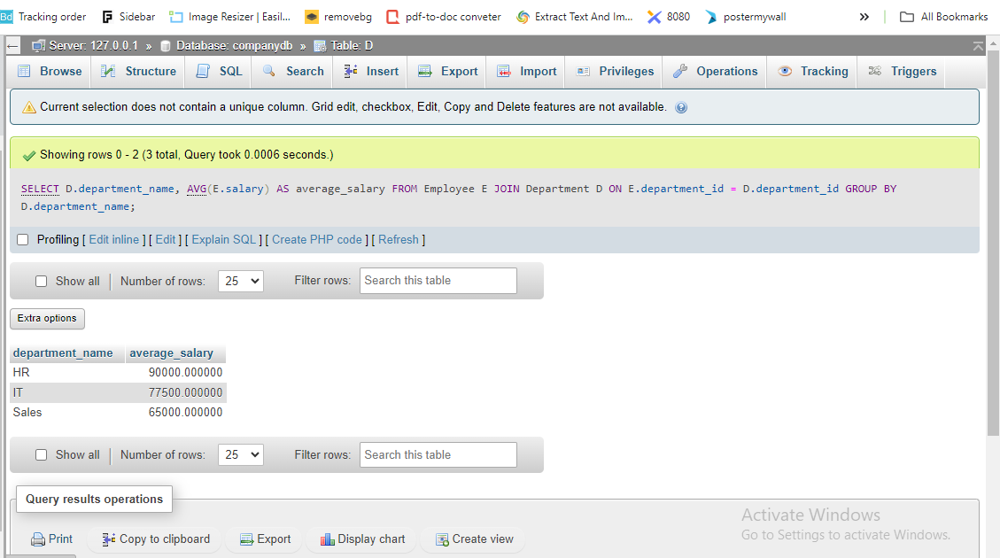 Bd Tracking order Sidebar Image Resizer | Easil... removebg pdf-to-doc conveter Extract Text And Im... 8080 postermywall » All Bookmarks
Server: 127.0.0.1 » Database: companydb » Table: D
Browse Structure SQL Search Insert Export Import Privileges Operations Tracking Triggers
Current selection does not contain a unique column. Grid edit, checkbox, Edit, Copy and Delete features are not available.
Showing rows 0 - 2 (3 total, Query took 0.0006 seconds.)
SELECT D.department_name, AVG(E.salary) AS average_salary FROM Employee E JOIN Department D ON E.department_id = D.department_id GROUP BY
D.department_name;
Profiling [ Edit inline ] [ Edit ] [ Explain SQL ] [ Create PHP code ] [ Refresh ]
Show all | Number of rows: 25 Filter rows: Search this table
Extra options
department_name average_salary
HR 90000.000000
IT 77500.000000
Sales 65000.000000
Show all | Number of rows: 25 Filter rows: Search this table
Query results operations
Activate Windows
Go to Settings to activate Windows.
Print Copy to clipboard Export Display chart Create view